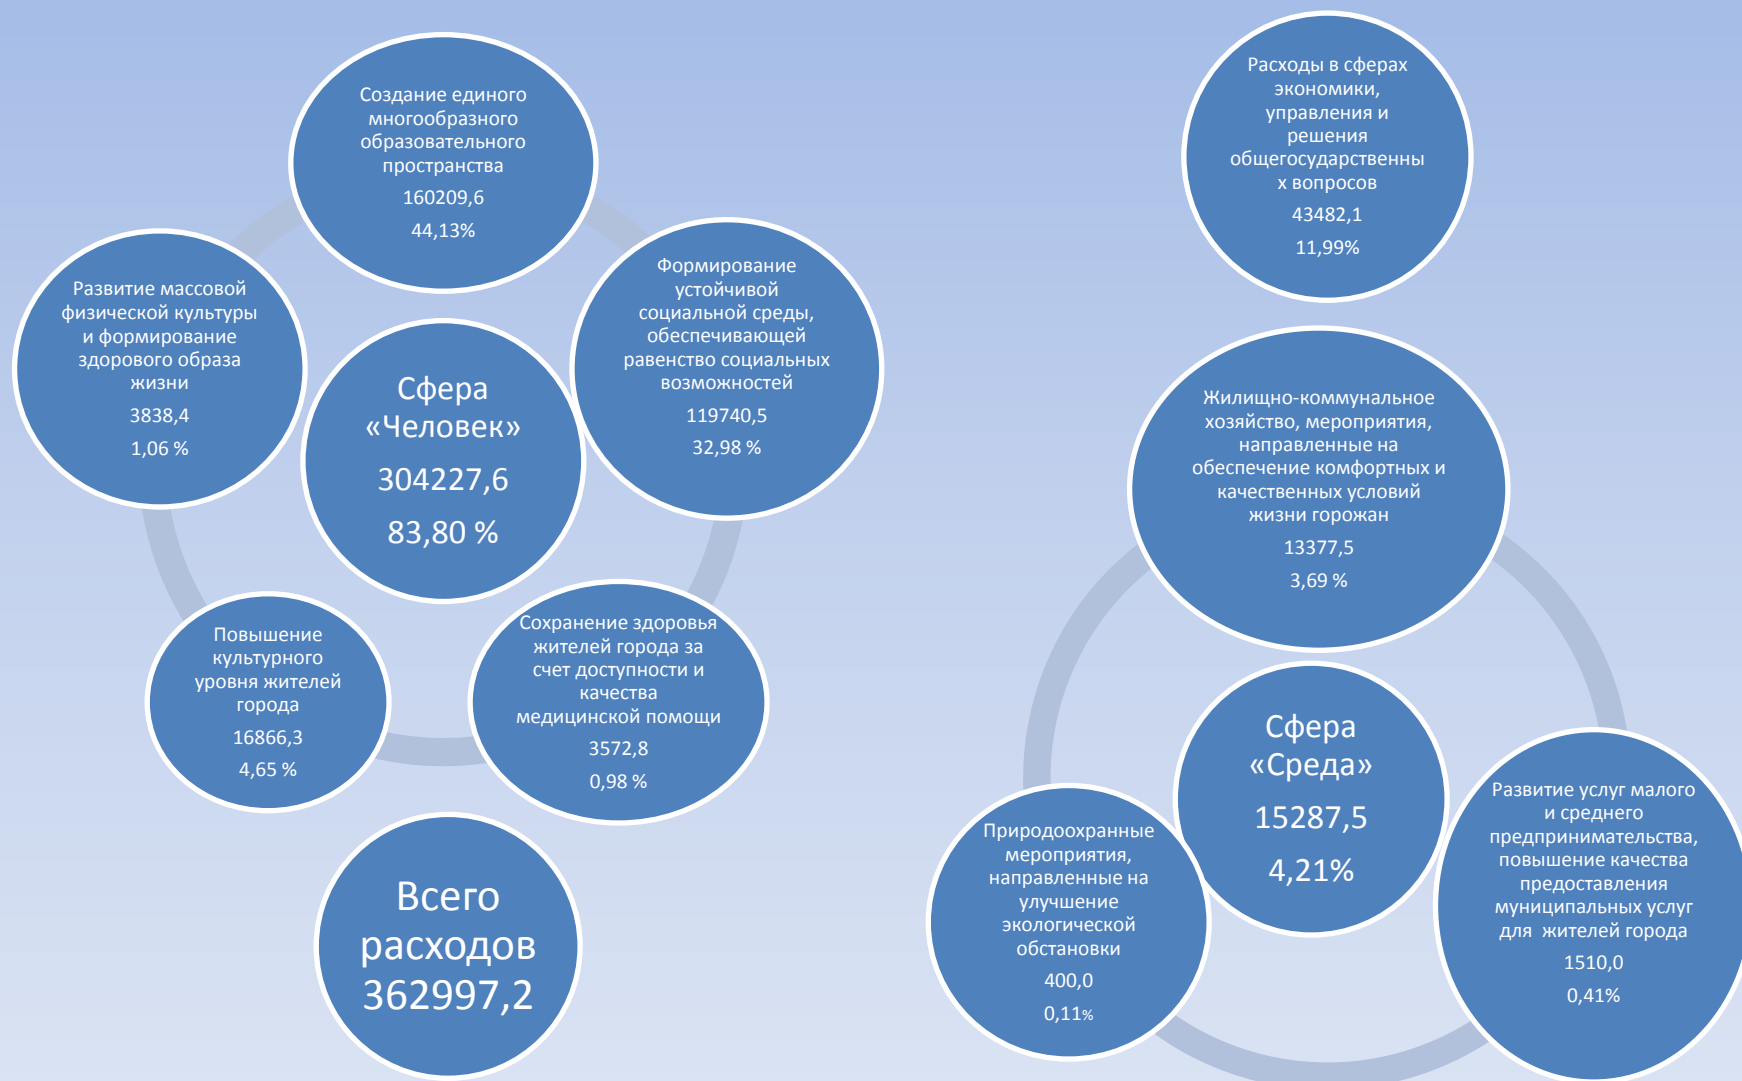 Создание единого
многообразного
образовательного
пространства
160209,6
44,13%
Формирование
устойчивой
социальной среды,
обеспечивающей
равенство социальных
возможностей
119740,5
32,98 %
Развитие массовой
физической культуры
и формирование
здорового образа
жизни
3838,4
1,06 %
Сфера
«Человек»
304227,6
83,80 %
Повышение
культурного
уровня жителей
города
16866,3
4,65 %
Сохранение здоровья
жителей города за
счет доступности и
качества
медицинской помощи
3572,8
0,98 %
Всего
расходов
362997,2
Расходы в сферах
экономики,
управления и
решения
общегосударственны
х вопросов
43482,1
11,99%
Жилищно-коммунальное
хозяйство, мероприятия,
направленные на
обеспечение комфортных и
качественных условий
жизни горожан
13377,5
3,69 %
Сфера
«Среда»
15287,5
4,21%
Природоохранные
мероприятия,
направленные на
улучшение
экологической
обстановки
400,0
0,11%
Развитие услуг малого
и среднего
предпринимательства,
повышение качества
предоставления
муниципальных услуг
для жителей города
1510,0
0,41%